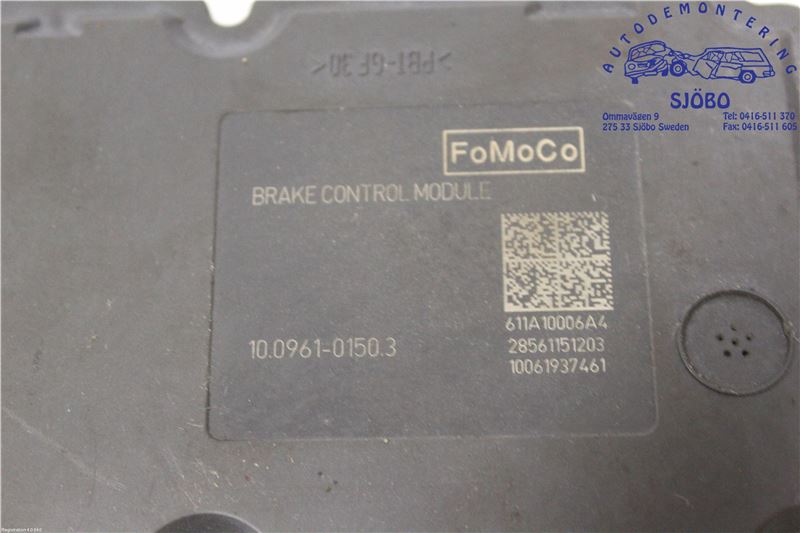 >PBT-GF30<
AUTODEMONTERING
SJÖBO
Ommavägen 9
275 33 Sjöbo Sweden
Tel: 0416-511 370
Fax: 0416-511 605
FoMoCo
BRAKE CONTROL MODULE
611A10006A4
10.0961-0150.3
28561151203
10061937461